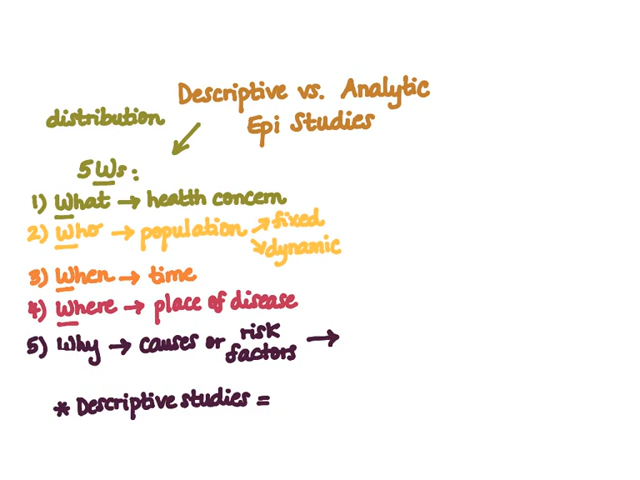 Descriptive vs. Analytic
Epi Studies
distribution
5 Ws:
1) What → health concern
2) Who → population ↗ fixed
↘ dynamic
3) When → time
4) Where → place of disease
5) Why → causes or risk factors →
* Descriptive studies =